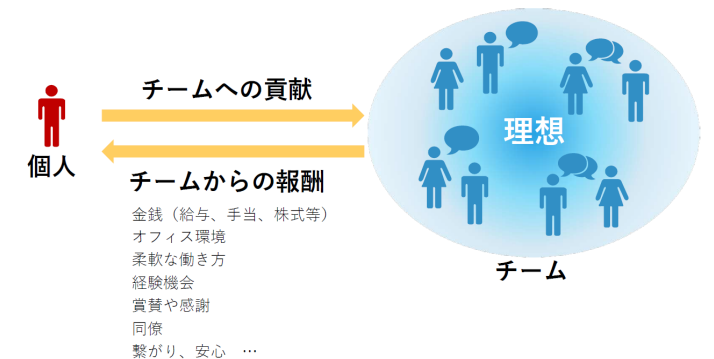 チームへの貢献
理想
個人
チームからの報酬
金銭（給与、手当、株式等）
オフィス環境
柔軟な働き方
経験機会
賞賛や感謝
同僚
繋がり、安心　…
チーム